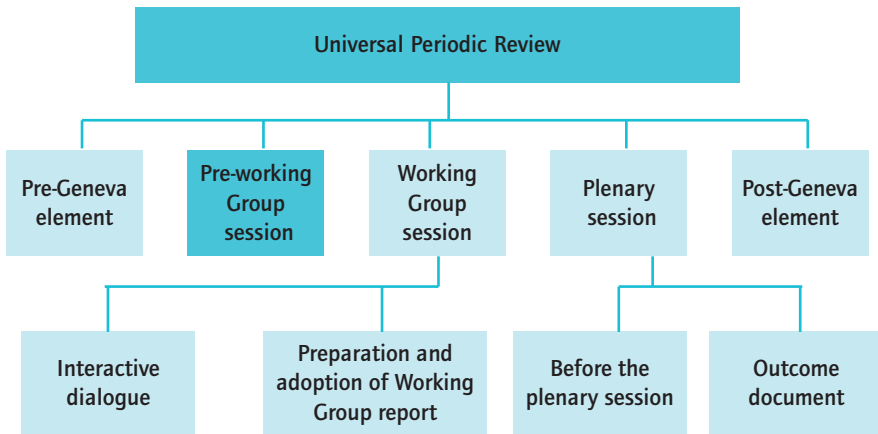 Universal Periodic Review
Pre-Geneva
element
Pre-working
Group
session
Working
Group
session
Plenary
session
Post-Geneva
element
Interactive
dialogue
Preparation and
adoption of Working
Group report
Before the
plenary session
Outcome
document